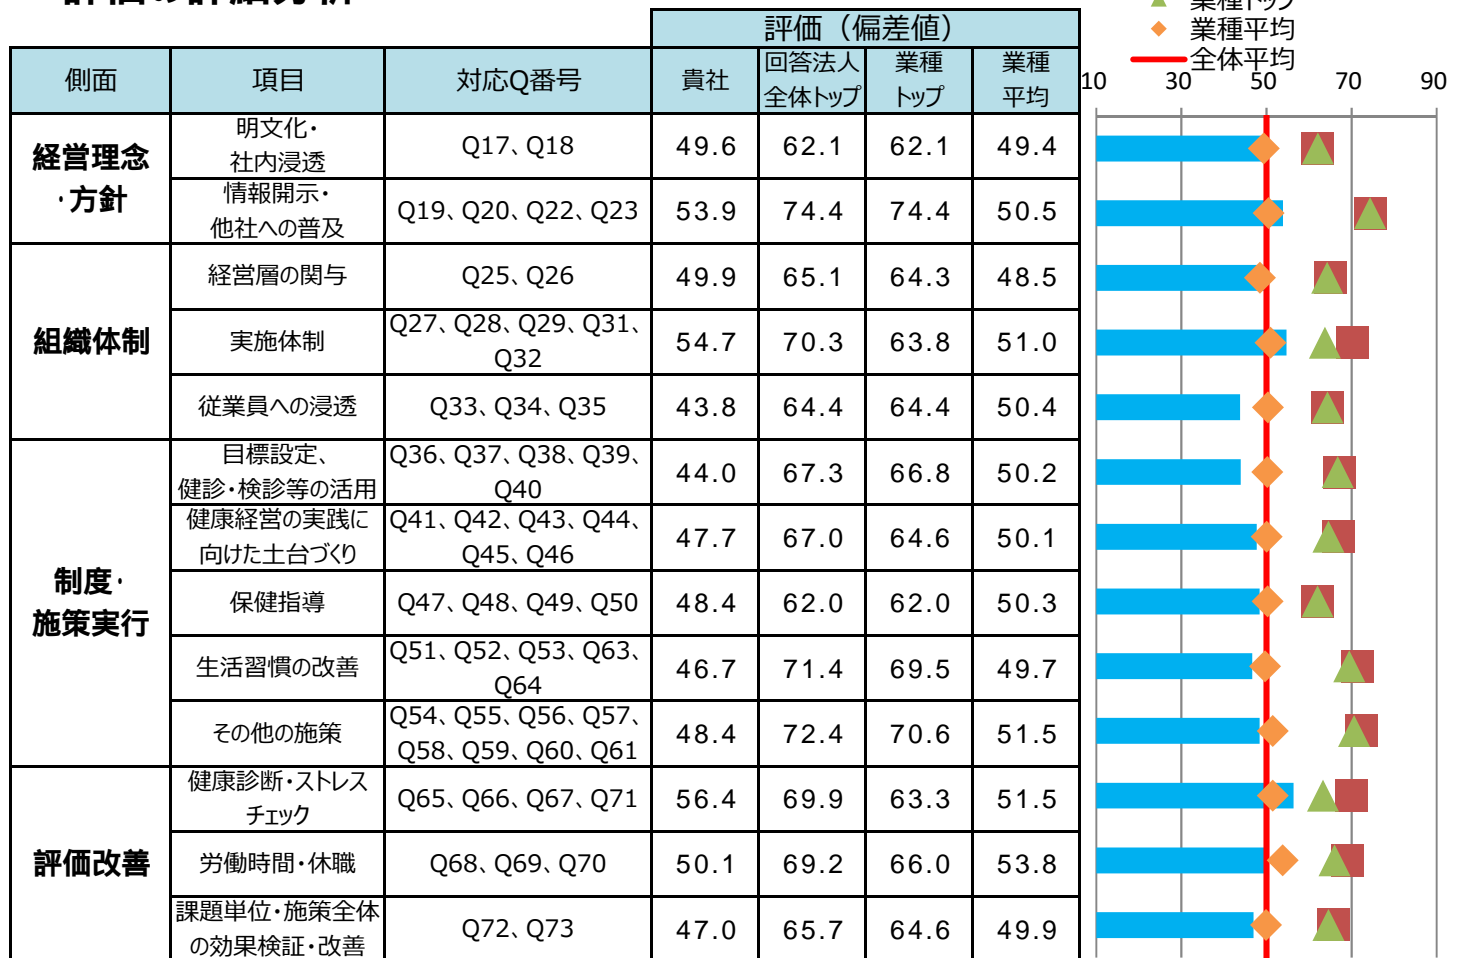 評価の詳細分析
業種トップ
業種平均
全体平均
評価（偏差値）
側面 項目 対応Q番号 貴社 回答法人全体トップ 業種トップ 業種平均
10 30 50 70 90
経営理念・方針
明文化・社内浸透 Q17、Q18 49.6 62.1 62.1 49.4
情報開示・他社への普及 Q19、Q20、Q22、Q23 53.9 74.4 74.4 50.5
組織体制
経営層の関与 Q25、Q26 49.9 65.1 64.3 48.5
実施体制 Q27、Q28、Q29、Q31、Q32 54.7 70.3 63.8 51.0
従業員への浸透 Q33、Q34、Q35 43.8 64.4 64.4 50.4
制度・施策実行
目標設定、健診・検診等の活用 Q36、Q37、Q38、Q39、Q40 44.0 67.3 66.8 50.2
健康経営の実践に向けた土台づくり Q41、Q42、Q43、Q44、Q45、Q46 47.7 67.0 64.6 50.1
保健指導 Q47、Q48、Q49、Q50 48.4 62.0 62.0 50.3
生活習慣の改善 Q51、Q52、Q53、Q63、Q64 46.7 71.4 69.5 49.7
その他の施策 Q54、Q55、Q56、Q57、Q58、Q59、Q60、Q61 48.4 72.4 70.6 51.5
評価改善
健康診断・ストレスチェック Q65、Q66、Q67、Q71 56.4 69.9 63.3 51.5
労働時間・休職 Q68、Q69、Q70 50.1 69.2 66.0 53.8
課題単位・施策全体の効果検証・改善 Q72、Q73 47.0 65.7 64.6 49.9